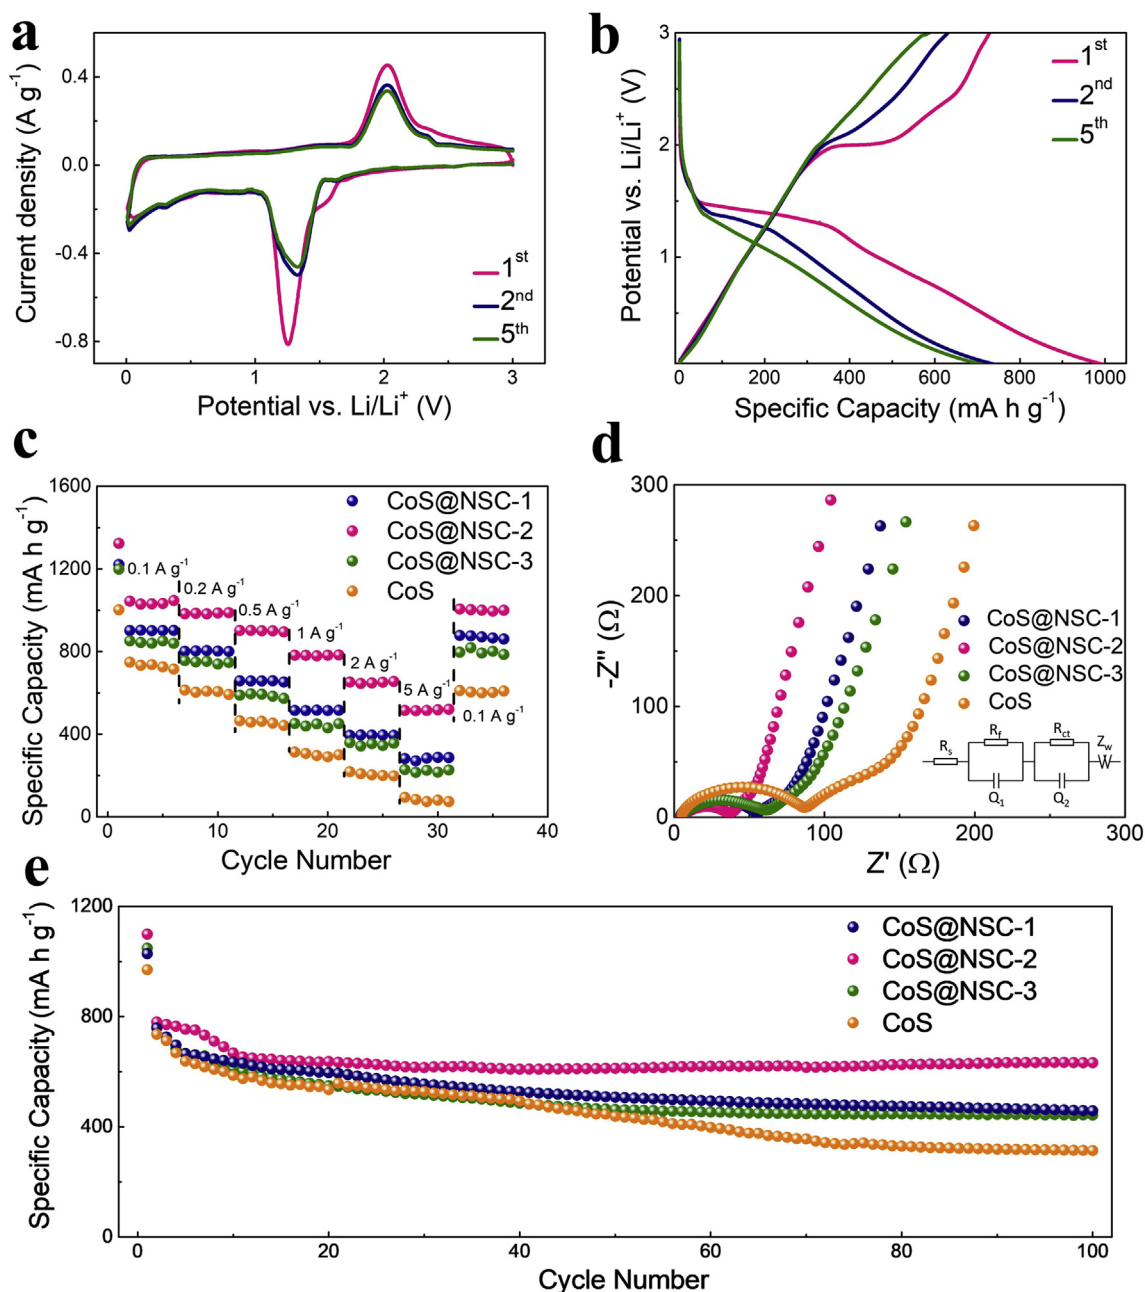 a
Current density (A g⁻¹)
0.4
0.0
-0.4
-0.8
0
1
2
3
Potential vs. Li/Li⁺ (V)
1ˢᵗ
2ⁿᵈ
5ᵗʰ
b
Potential vs. Li/Li⁺ (V)
3
2
1
0
200
400
600
800
1000
Specific Capacity (mA h g⁻¹)
1ˢᵗ
2ⁿᵈ
5ᵗʰ
c
Specific Capacity (mA h g⁻¹)
1600
1200
800
400
0
0
10
20
30
40
Cycle Number
CoS@NSC-1
CoS@NSC-2
CoS@NSC-3
CoS
0.1 A g⁻¹
0.2 A g⁻¹
0.5 A g⁻¹
1 A g⁻¹
2 A g⁻¹
5 A g⁻¹
0.1 A g⁻¹
d
-Z'' (Ω)
300
200
100
0
0
100
200
300
Z' (Ω)
CoS@NSC-1
CoS@NSC-2
CoS@NSC-3
CoS
Rs
Rf
Q1
Rct
Q2
Zw
W
e
Specific Capacity (mA h g⁻¹)
1200
800
400
0
0
20
40
60
80
100
Cycle Number
CoS@NSC-1
CoS@NSC-2
CoS@NSC-3
CoS